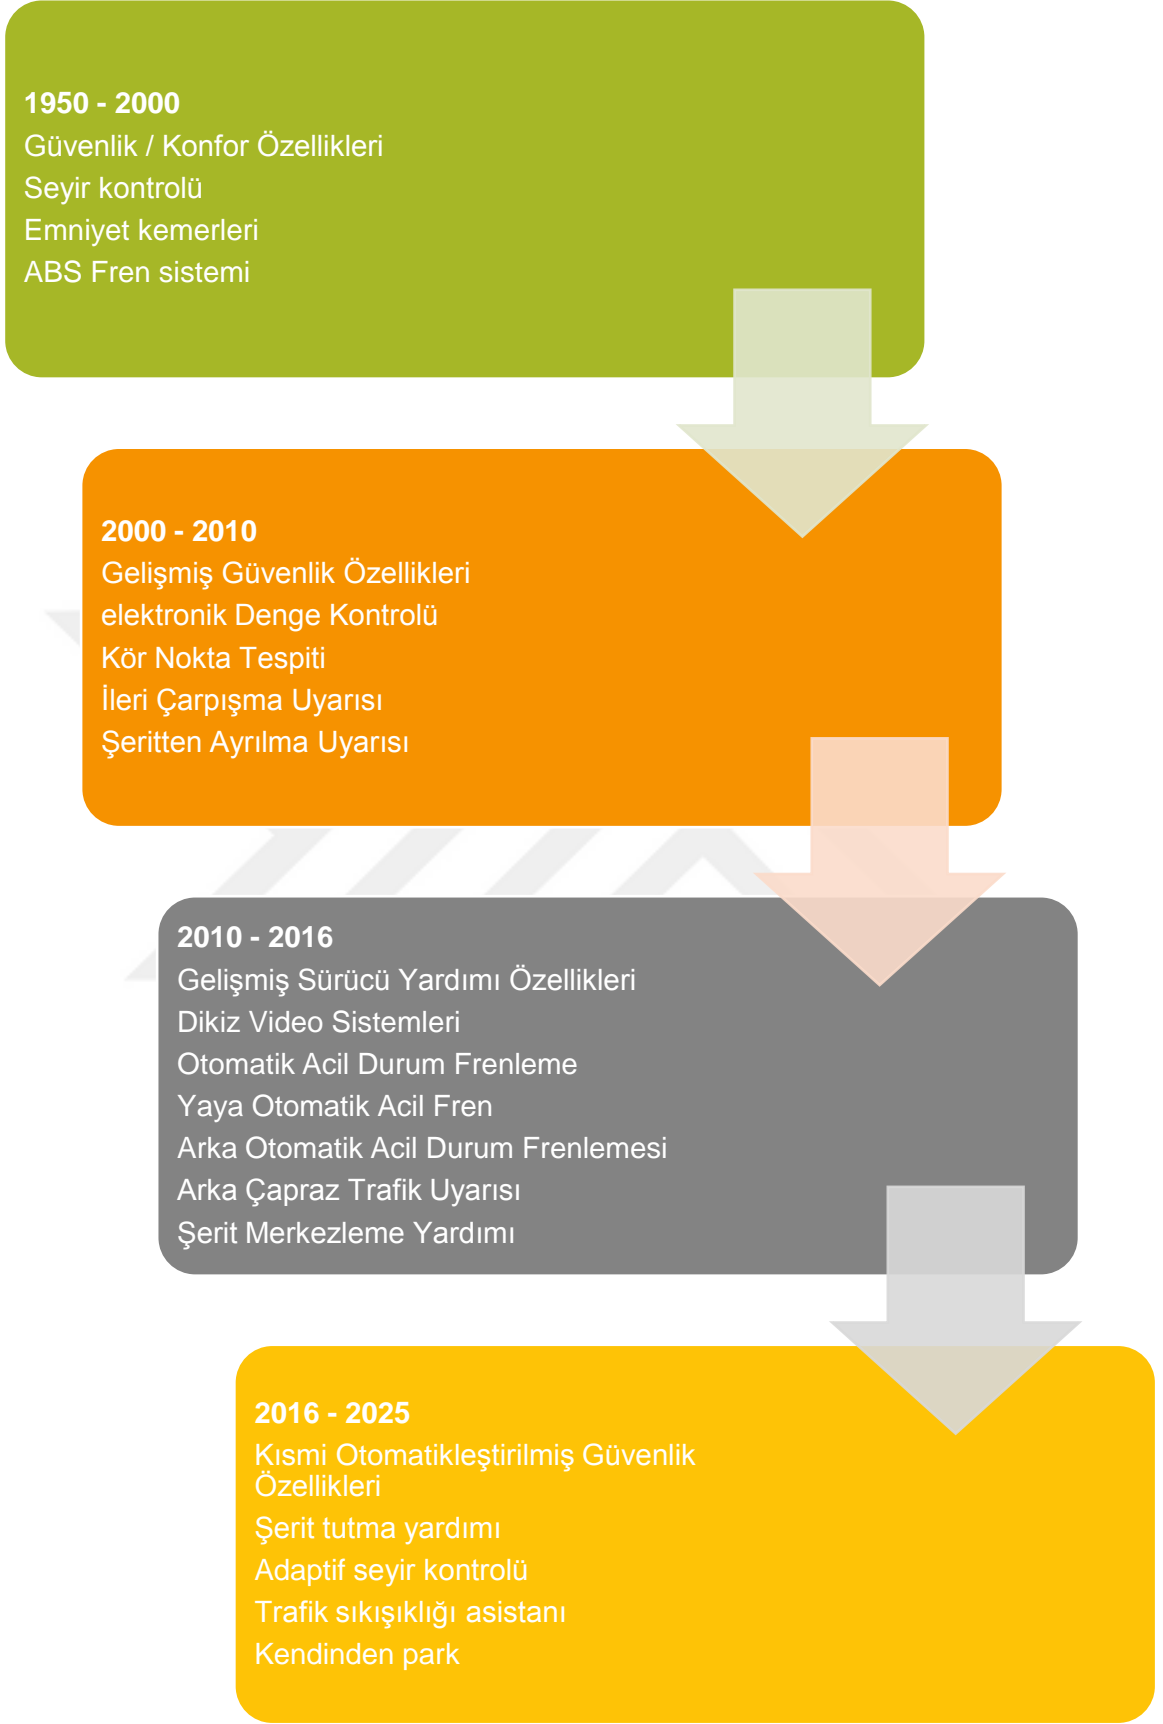 1950 - 2000
Güvenlik / Konfor Özellikleri
Seyir kontrolü
Emniyet kemerleri
ABS Fren sistemi
2000 - 2010
Gelişmiş Güvenlik Özellikleri
elektronik Denge Kontrolü
Kör Nokta Tespiti
İleri Çarpışma Uyarısı
Şeritten Ayrılma Uyarısı
2010 - 2016
Gelişmiş Sürücü Yardımı Özellikleri
Dikiz Video Sistemleri
Otomatik Acil Durum Frenleme
Yaya Otomatik Acil Fren
Arka Otomatik Acil Durum Frenlemesi
Arka Çapraz Trafik Uyarısı
Şerit Merkezleme Yardımı
2016 - 2025
Kısmi Otomatikleştirilmiş Güvenlik
Özellikleri
Şerit tutma yardımı
Adaptif seyir kontrolü
Trafik sıkışıklığı asistanı
Kendinden park